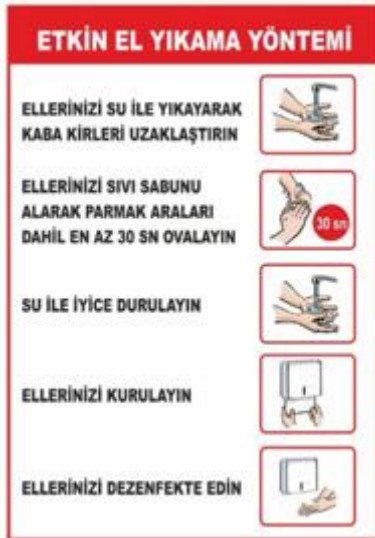 ETKİN EL YIKAMA YÖNTEMİ
ELLERİNİZİ SU İLE YIKAYARAK
KABA KİRLERİ UZAKLAŞTIRIN
ELLERİNİZİ SIVI SABUNU
ALARAK PARMAK ARALARI
DAHİL EN AZ 30 SN OVALAYIN
30 sn
SU İLE İYİCE DURULAYIN
ELLERİNİZİ KURULAYIN
ELLERİNİZİ DEZENFEKTE EDİN